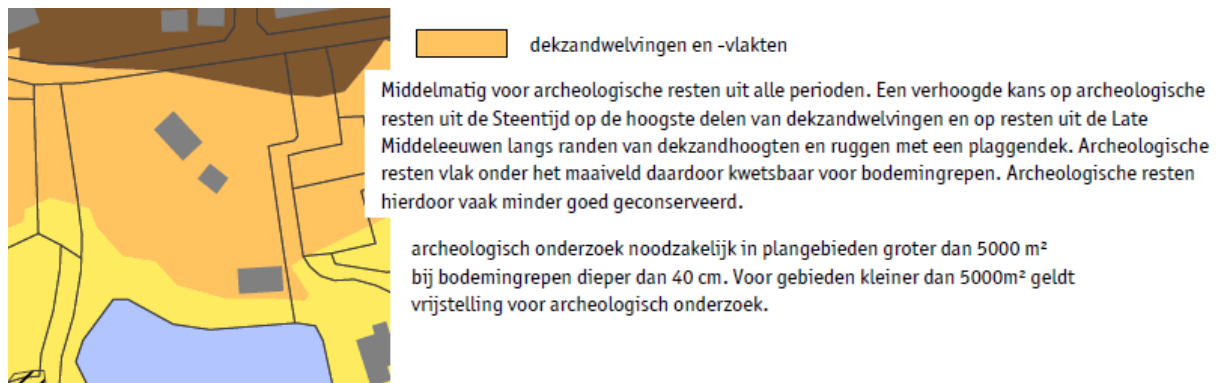 dekzandwelvingen en -vlakten
Middelmatig voor archeologische resten uit alle perioden. Een verhoogde kans op archeologische
resten uit de Steentijd op de hoogste delen van dekzandwelvingen en op resten uit de Late
Middeleeuwen langs randen van dekzandhoogten en ruggen met een plaggendek. Archeologische
resten vlak onder het maaiveld daardoor kwetsbaar voor bodemingrepen. Archeologische resten
hierdoor vaak minder goed geconserveerd.
archeologisch onderzoek noodzakelijk in plangebieden groter dan 5000 m²
bij bodemingrepen dieper dan 40 cm. Voor gebieden kleiner dan 5000m² geldt
vrijstelling voor archeologisch onderzoek.